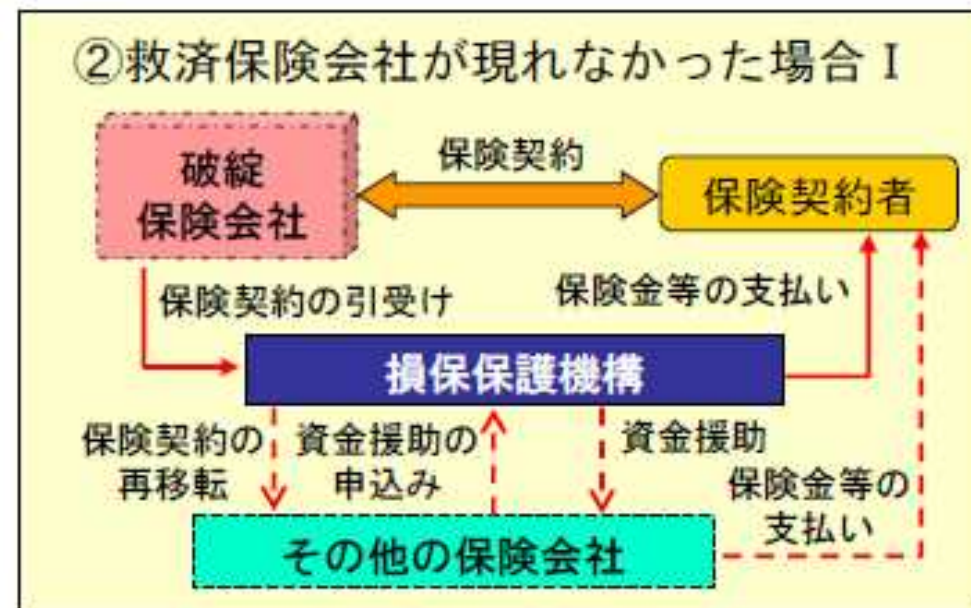 ②救済保険会社が現れなかった場合Ⅰ
破綻
保険会社
保険契約
保険契約者
保険契約の引受け
保険金等の支払い
損保保護機構
保険契約の
再移転
資金援助の
申込み
資金援助
保険金等の
支払い
その他の保険会社